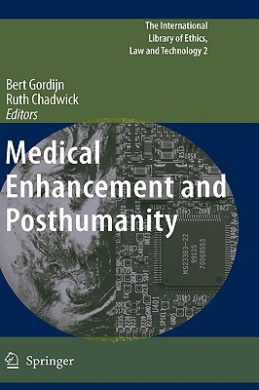 The International
Library of Ethics,
Law and Technology 2
Bert Gordijn
Ruth Chadwick
Editors
Medical
Enhancement and
Posthumanity
Springer